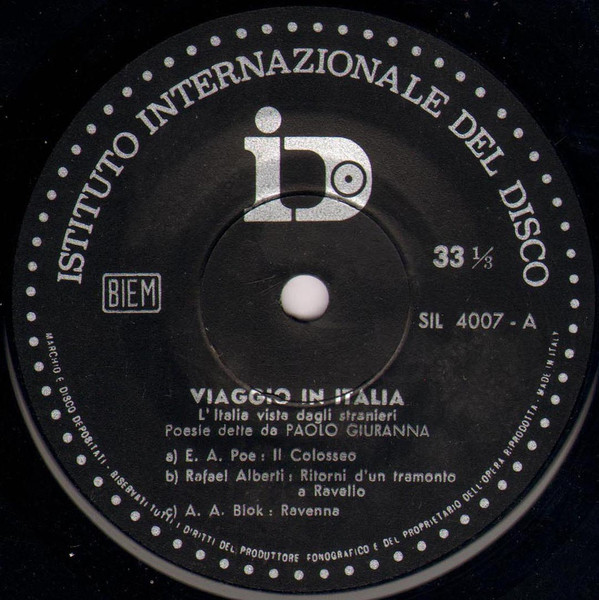 ISTITUTO INTERNAZIONALE DEL DISCO
iD
33 1/3
BIEM
SIL 4007 - A
VIAGGIO IN ITALIA
L'Italia vista dagli stranieri
Poesie dette da PAOLO GIURANNA
a) E. A. Poe : Il Colosseo
b) Rafael Alberti : Ritorni d'un tramonto
a Ravello
c) A. A. Blok : Ravenna
MARCHIO E DISCO DEPOSITATI - RISERVATI TUTTI I DIRITTI DEL PRODUTTORE FONOGRAFICO E DEL PROPRIETARIO DELL'OPERA RIPRODOTTA - MADE IN ITALY